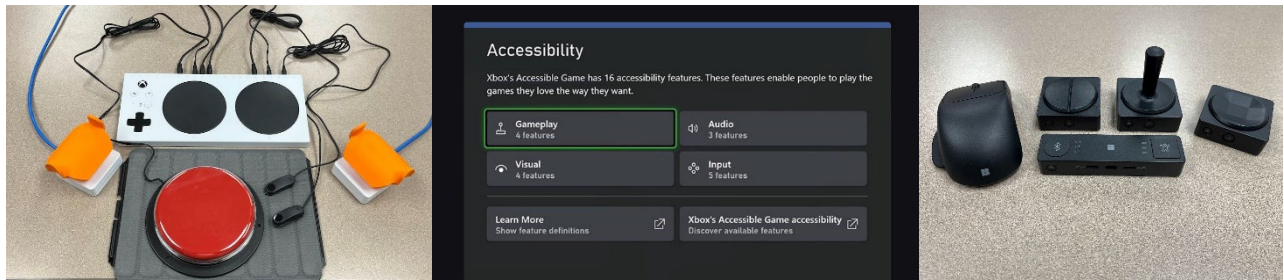 Accessibility
Xbox's Accessible Game has 16 accessibility features. These features enable people to play the
games they love the way they want.
Gameplay
4 features
Audio
3 features
Visual
4 features
Input
5 features
Learn More
Show feature definitions
Xbox's Accessible Game accessibility
Discover available features